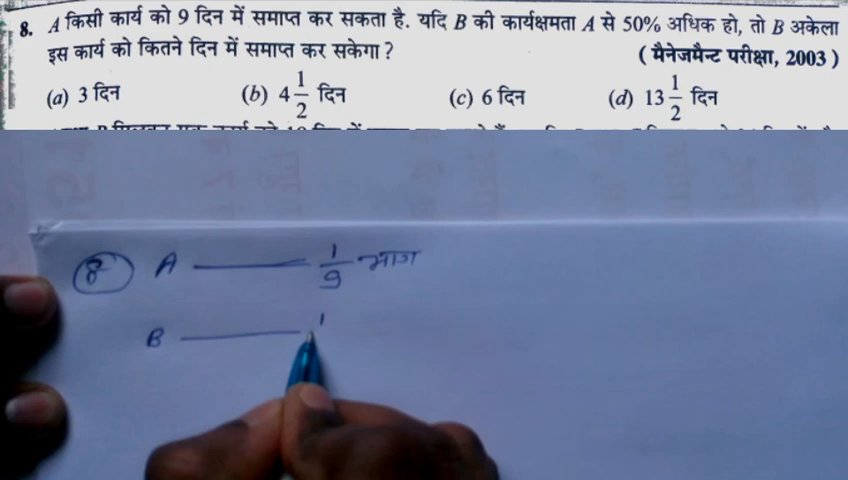 8. A किसी कार्य को 9 दिन में समाप्त कर सकता है. यदि B की कार्यक्षमता A से 50% अधिक हो, तो B अकेला
इस कार्य को कितने दिन में समाप्त कर सकेगा ? ( मैनेजमैन्ट परीक्षा, 2003 )
(a) 3 दिन (b) 4 1/2 दिन (c) 6 दिन (d) 13 1/2 दिन
8 A — 1/9 भाग
B — 1